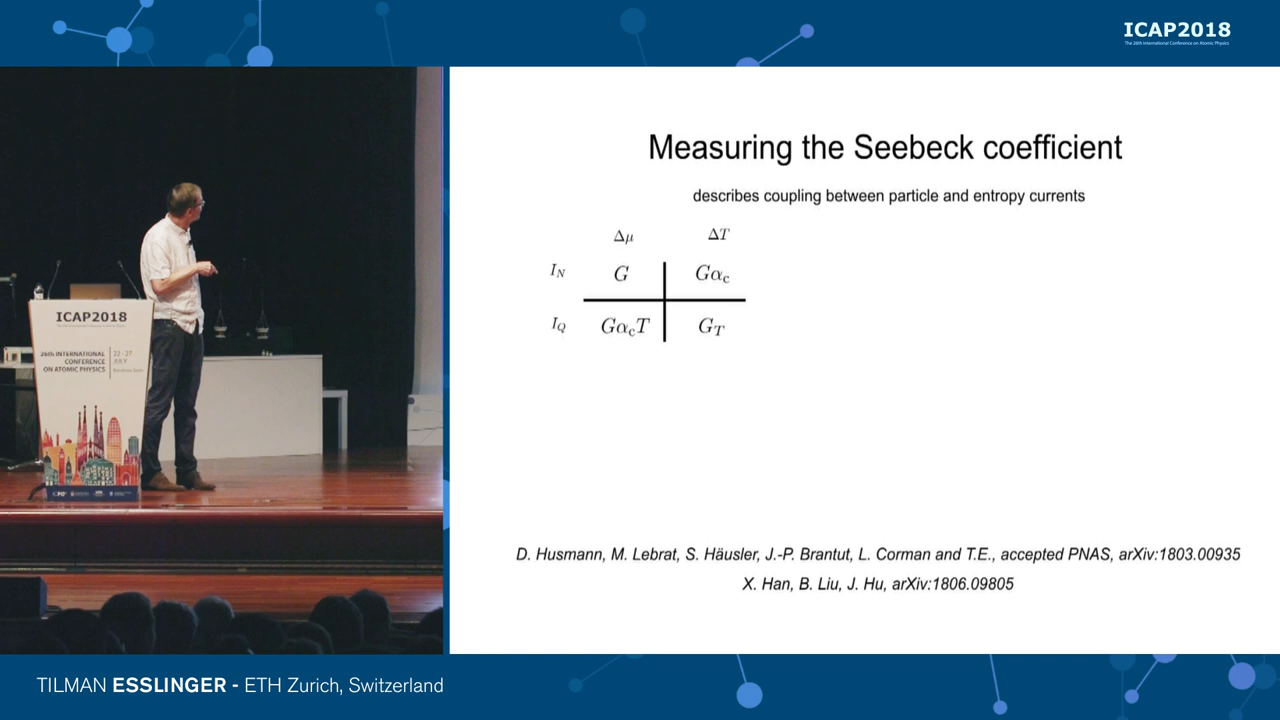 ICAP2018
The 26th International Conference on Atomic Physics
Measuring the Seebeck coefficient
describes coupling between particle and entropy currents
Δμ ΔT
I_N G Gα_c
I_Q Gα_cT G_T
D. Husmann, M. Lebrat, S. Häusler, J.-P. Brantut, L. Corman and T.E., accepted PNAS, arXiv:1803.00935
X. Han, B. Liu, J. Hu, arXiv:1806.09805
ICAP2018
26th INTERNATIONAL
CONFERENCE
ON ATOMIC PHYSICS
22 - 27
JULY
TILMAN ESSLINGER - ETH Zurich, Switzerland